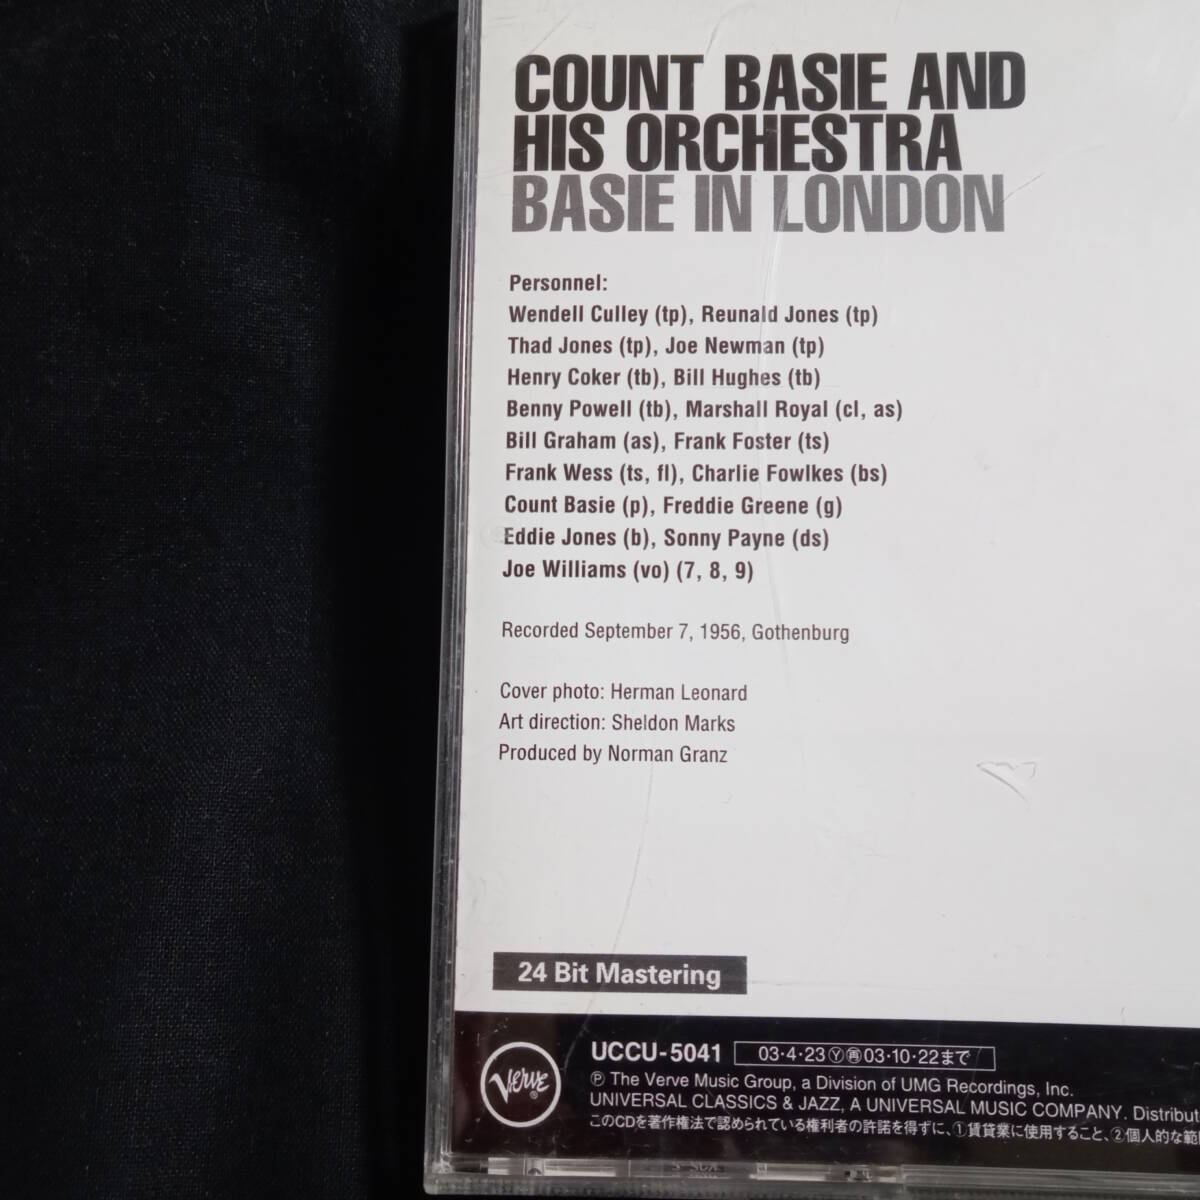 COUNT BASIE AND
HIS ORCHESTRA
BASIE IN LONDON
Personnel:
Wendell Culley (tp), Reunald Jones (tp)
Thad Jones (tp), Joe Newman (tp)
Henry Coker (tb), Bill Hughes (tb)
Benny Powell (tb), Marshall Royal (cl, as)
Bill Graham (as), Frank Foster (ts)
Frank Wess (ts, fl), Charlie Fowlkes (bs)
Count Basie (p), Freddie Greene (g)
Eddie Jones (b), Sonny Payne (ds)
Joe Williams (vo) (7, 8, 9)
Recorded September 7, 1956, Gothenburg
Cover photo: Herman Leonard
Art direction: Sheldon Marks
Produced by Norman Granz
24 Bit Mastering
VERVE®
UCCU-5041 03・4・23Ⓨ㊢03・10・22まで
Ⓟ The Verve Music Group, a Division of UMG Recordings, Inc.
UNIVERSAL CLASSICS & JAZZ, A UNIVERSAL MUSIC COMPANY. Distribut
このCDを著作権法で認められている権利者の許諾を得ずに、①賃貸業に使用すること、②個人的な範